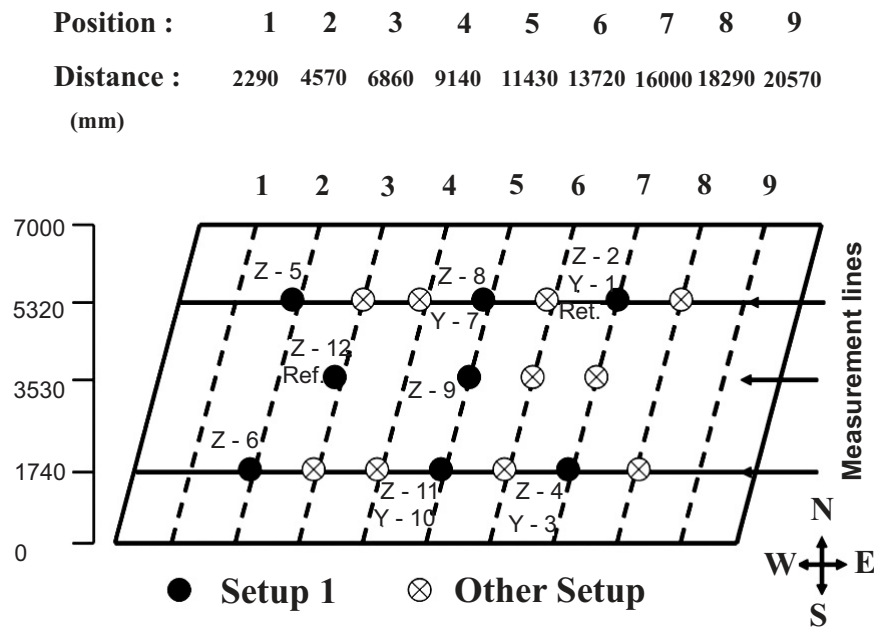 Position : 1 2 3 4 5 6 7 8 9
Distance : 2290 4570 6860 9140 11430 13720 16000 18290 20570
(mm)
1 2 3 4 5 6 7 8 9
7000
Z - 5
Z - 8
Z - 2
Y - 1
Ret.
5320
Y - 7
Z - 12
Ref.
3530
Z - 9
Z - 6
1740
Z - 11
Y - 10
Z - 4
Y - 3
0
Measurement lines
N
W E
S
Setup 1 Other Setup